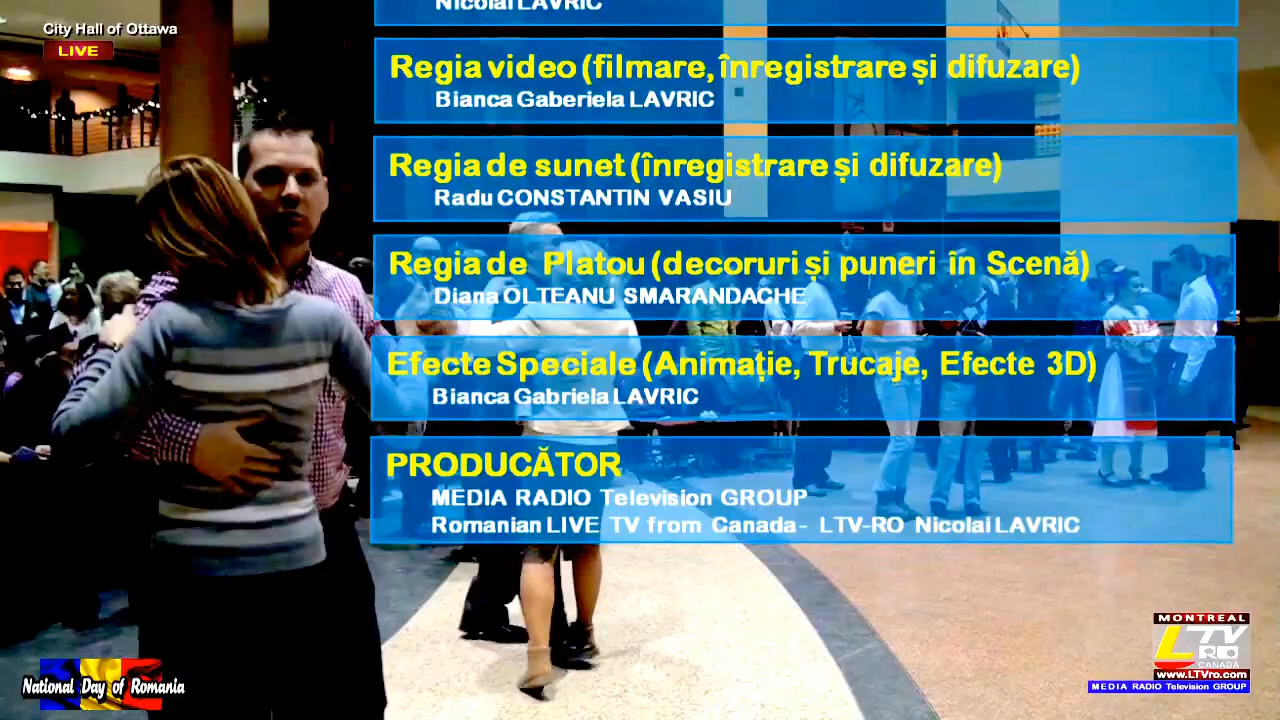 City Hall of Ottawa
LIVE
Nicolai LAVRIC
Regia video (filmare, înregistrare și difuzare)
Bianca Gaberiela LAVRIC
Regia de sunet (înregistrare și difuzare)
Radu CONSTANTIN VASIU
Regia de Platou (decoruri și puneri în Scenă)
Diana OLTEANU SMARANDACHE
Efecte Speciale (Animație, Trucaje, Efecte 3D)
Bianca Gabriela LAVRIC
PRODUCĂTOR
MEDIA RADIO Television GROUP
Romanian LIVE TV from Canada - LTV-RO Nicolai LAVRIC
National Day of Romania
MONTREAL
LTV
RO
CANADA
www.LTVro.com
MEDIA RADIO Television GROUP